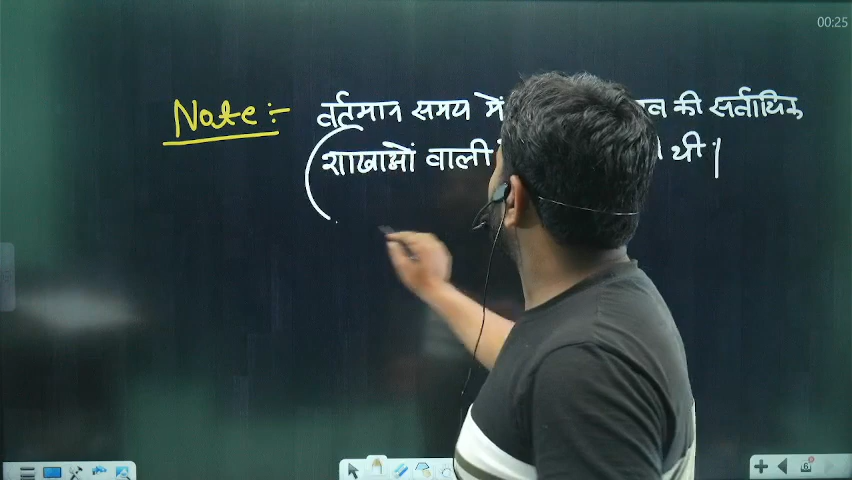 00:25
Note :- वर्तमान समय में की सर्वाधिक
शाखाओं वाली थी।